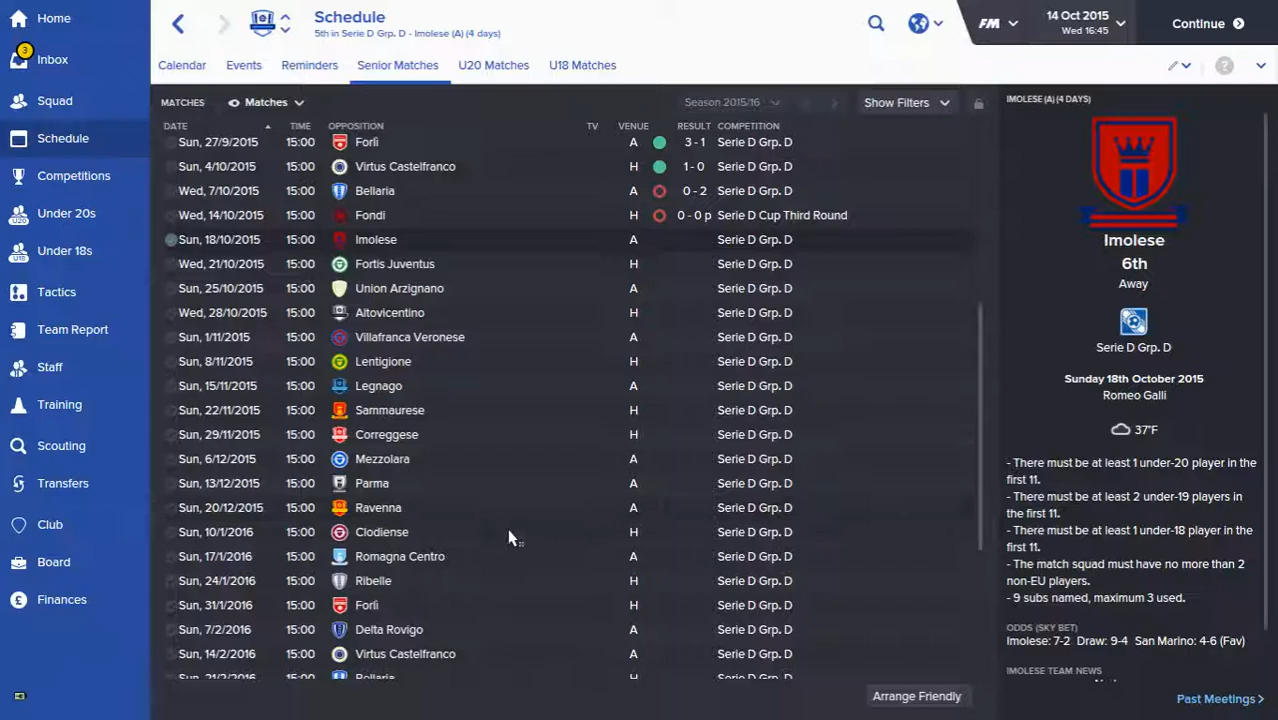 Home
3
Inbox
Squad
Schedule
Competitions
U20
Under 20s
U18
Under 18s
Tactics
Team Report
Staff
Training
Scouting
Transfers
Club
Board
Finances
Schedule
5th in Serie D Grp. D - Imolese (A) (4 days)
FM
14 Oct 2015
Wed 16:45
Continue
Calendar Events Reminders Senior Matches U20 Matches U18 Matches
?
MATCHES Matches Season 2015/16 Show Filters
DATE TIME OPPOSITION TV VENUE RESULT COMPETITION
Sun, 27/9/2015 15:00 Forlì A 3 - 1 Serie D Grp. D
Sun, 4/10/2015 15:00 Virtus Castelfranco H 1 - 0 Serie D Grp. D
Wed, 7/10/2015 15:00 Bellaria A 0 - 2 Serie D Grp. D
Wed, 14/10/2015 15:00 Fondi H 0 - 0 p Serie D Cup Third Round
Sun, 18/10/2015 15:00 Imolese A Serie D Grp. D
Wed, 21/10/2015 15:00 Fortis Juventus H Serie D Grp. D
Sun, 25/10/2015 15:00 Union Arzignano A Serie D Grp. D
Wed, 28/10/2015 15:00 Altovicentino H Serie D Grp. D
Sun, 1/11/2015 15:00 Villafranca Veronese A Serie D Grp. D
Sun, 8/11/2015 15:00 Lentigione H Serie D Grp. D
Sun, 15/11/2015 15:00 Legnago A Serie D Grp. D
Sun, 22/11/2015 15:00 Sammaurese H Serie D Grp. D
Sun, 29/11/2015 15:00 Correggese H Serie D Grp. D
Sun, 6/12/2015 15:00 Mezzolara A Serie D Grp. D
Sun, 13/12/2015 15:00 Parma A Serie D Grp. D
Sun, 20/12/2015 15:00 Ravenna A Serie D Grp. D
Sun, 10/1/2016 15:00 Clodiense H Serie D Grp. D
Sun, 17/1/2016 15:00 Romagna Centro A Serie D Grp. D
Sun, 24/1/2016 15:00 Ribelle H Serie D Grp. D
Sun, 31/1/2016 15:00 Forlì H Serie D Grp. D
Sun, 7/2/2016 15:00 Delta Rovigo A Serie D Grp. D
Sun, 14/2/2016 15:00 Virtus Castelfranco A Serie D Grp. D
Sun, 21/2/2016 15:00 Bellaria H Serie D Grp. D
Arrange Friendly
IMOLESE (A) (4 DAYS)
Imolese
6th
Away
Serie D Grp. D
Sunday 18th October 2015
Romeo Galli
37°F
- There must be at least 1 under-20 player in the
first 11.
- There must be at least 2 under-19 players in
the first 11.
- There must be at least 1 under-18 player in the
first 11.
- The match squad must have no more than 2
non-EU players.
- 9 subs named, maximum 3 used.
ODDS (SKY BET)
Imolese: 7-2 Draw: 9-4 San Marino: 4-6 (Fav)
IMOLESE TEAM NEWS
Past Meetings >